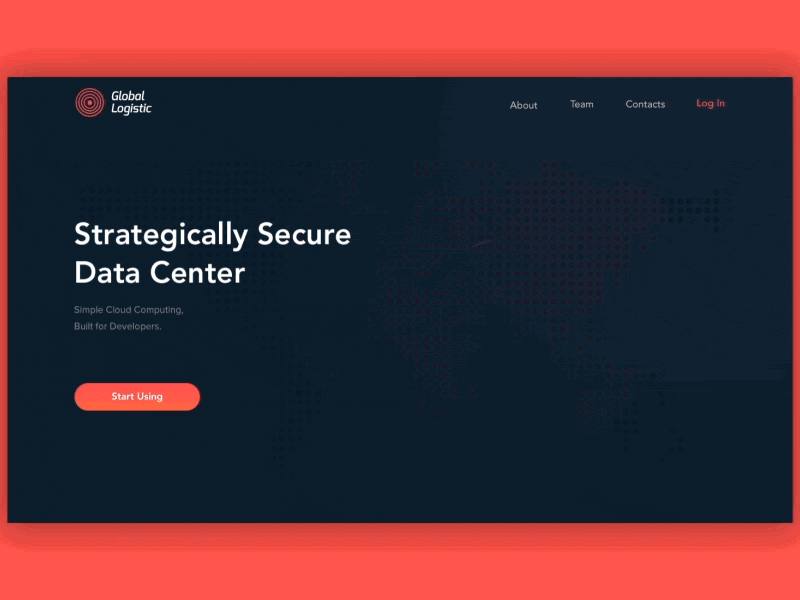 Global
Logistic
About
Team
Contacts
Log In
Strategically Secure
Data Center
Simple Cloud Computing,
Built for Developers.
Start Using